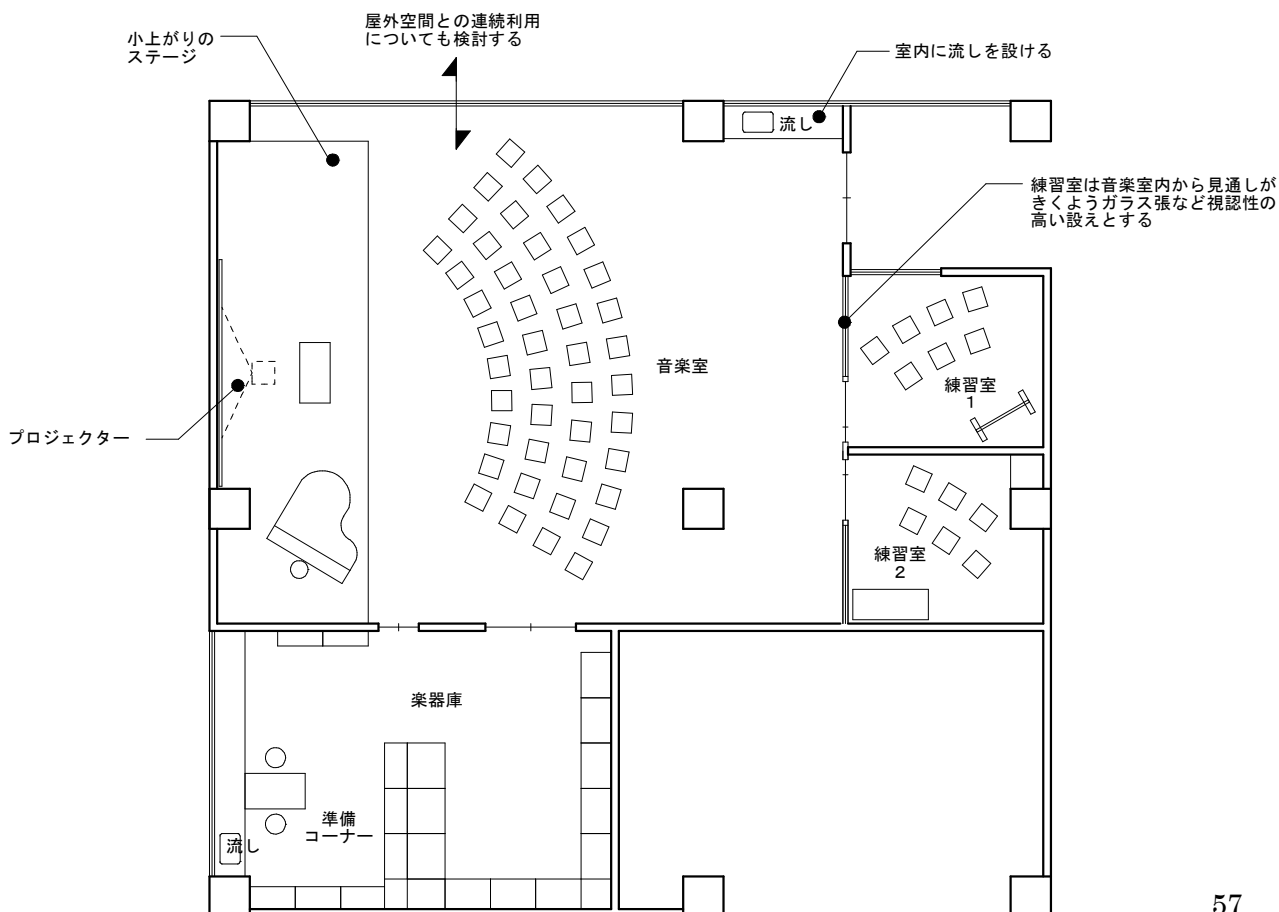 屋外空間との連続利用
についても検討する
小上がりの
ステージ
室内に流しを設ける
流し
練習室は音楽室内から見通しが
きくようガラス張など視認性の
高い設えとする
音楽室
練習室
1
プロジェクター
練習室
2
楽器庫
準備
コーナー
流し
57